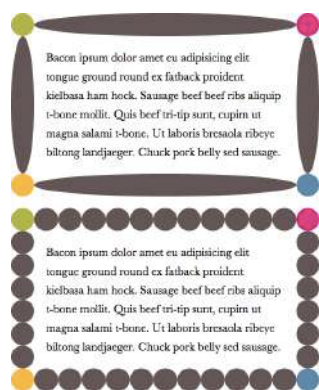 Bacon ipsum dolor amet eu adipisicing elit
tongue ground round ex fatback proident
kielbasa ham hock. Sausage beef beef ribs aliquip
t-bone mollit. Quis beef tri-tip sunt, cupim ut
magna salami t-bone. Ut laboris bresaola ribeye
biltong landjaeger. Chuck pork belly sed sausage.
Bacon ipsum dolor amet eu adipisicing elit
tongue ground round ex fatback proident
kielbasa ham hock. Sausage beef beef ribs aliquip
t-bone mollit. Quis beef tri-tip sunt, cupim ut
magna salami t-bone. Ut laboris bresaola ribeye
biltong landjaeger. Chuck pork belly sed sausage.